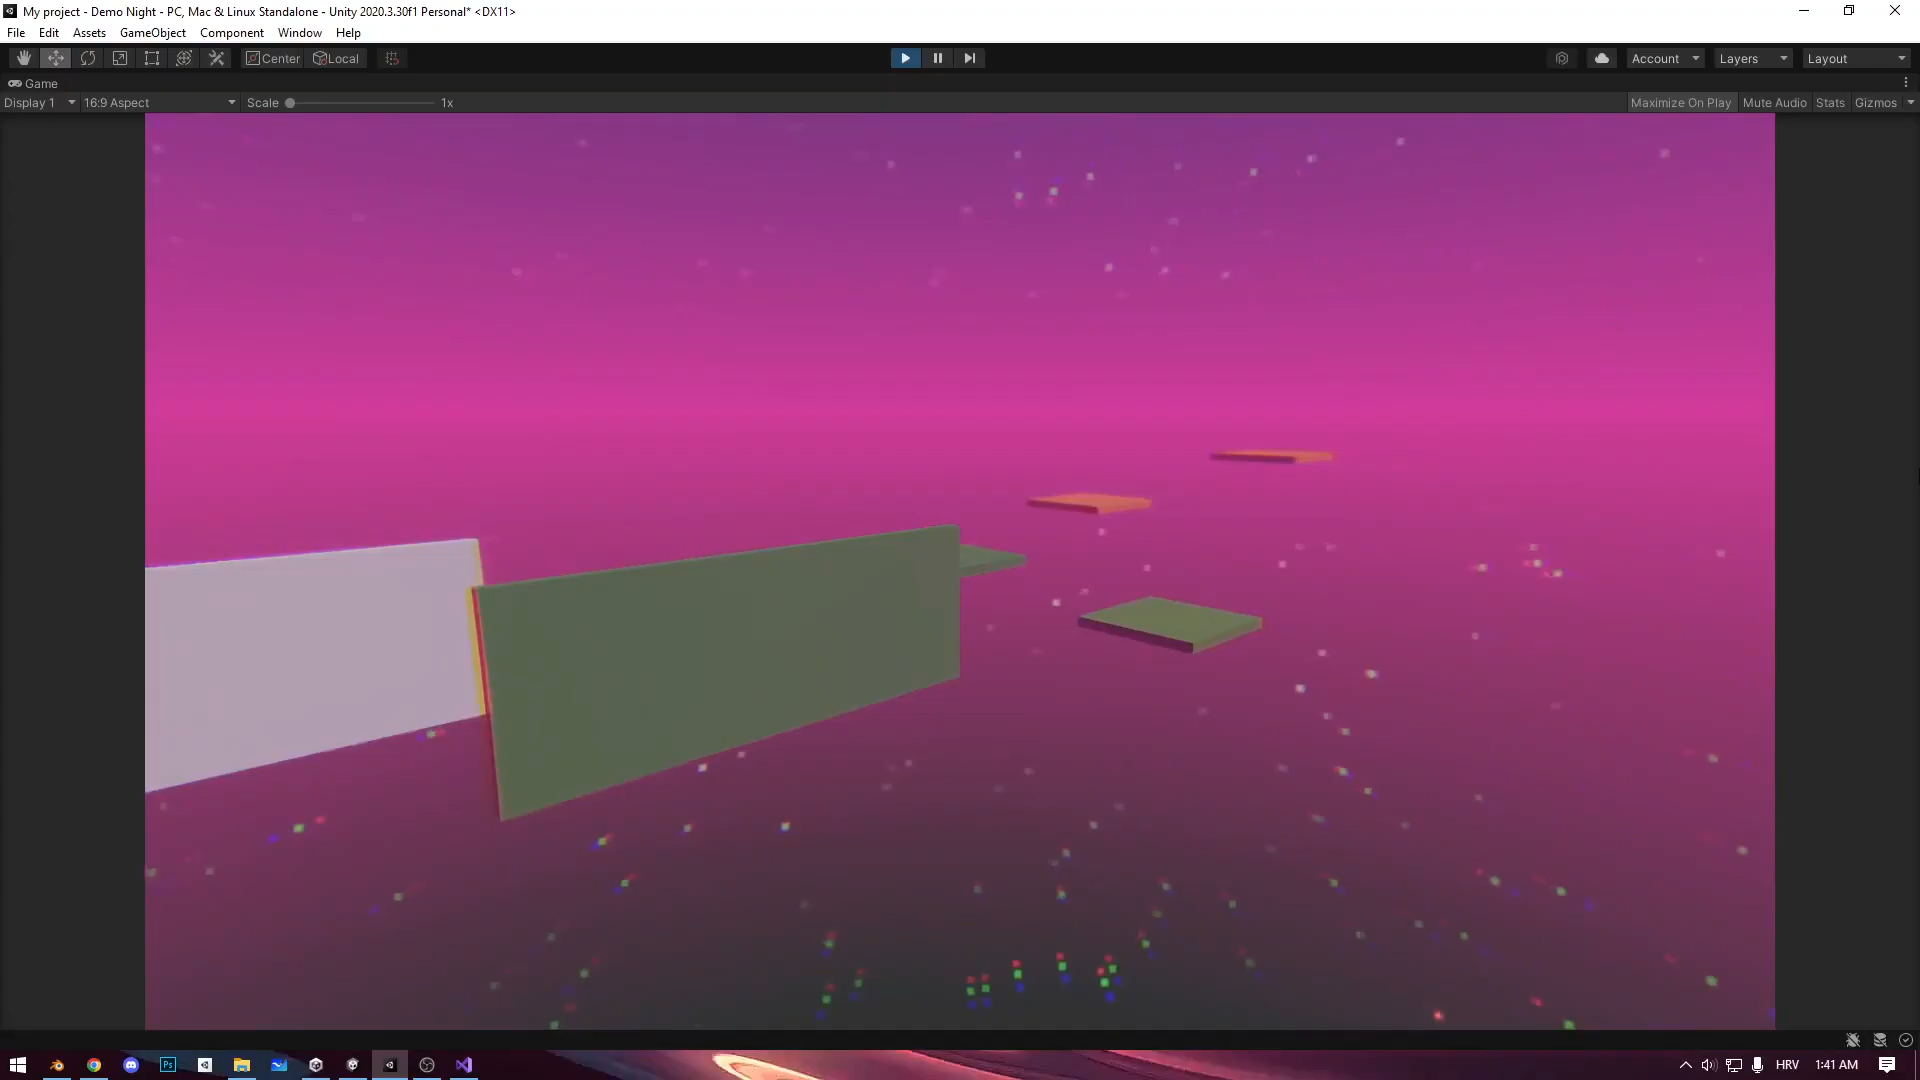 My project - Demo Night - PC, Mac & Linux Standalone - Unity 2020.3.30f1 Personal* <DX11>
File Edit Assets GameObject Component Window Help
Center Local Account Layers Layout
Game
Display 1 16:9 Aspect Scale 1x Maximize On Play Mute Audio Stats Gizmos
Ps HRV 1:41 AM